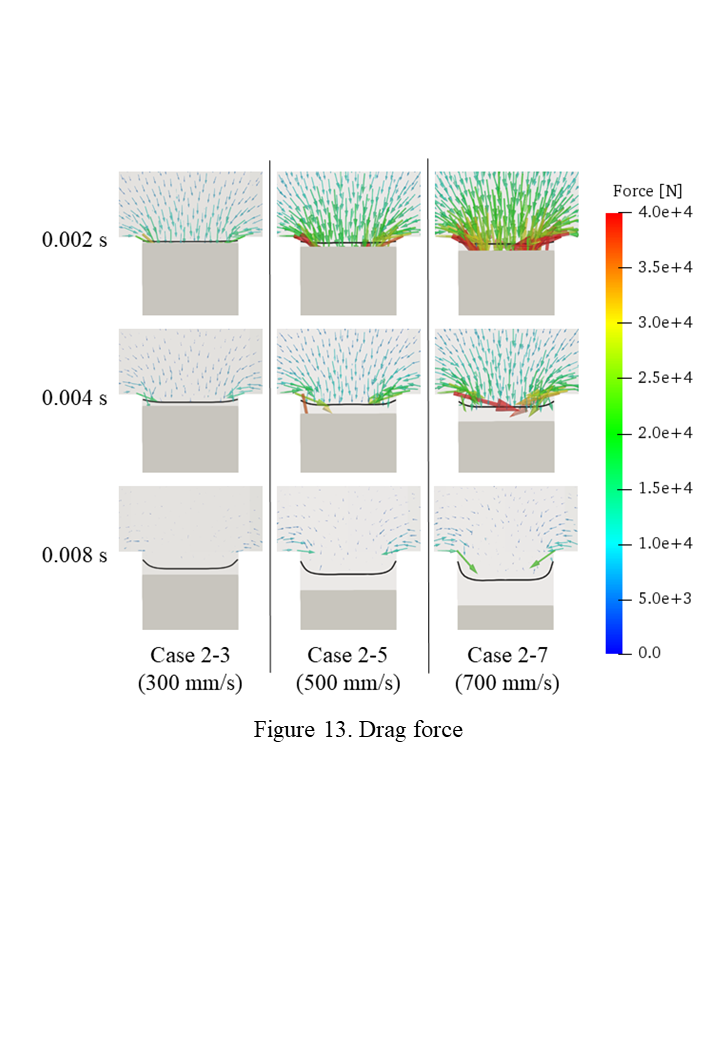 Force [N]
4.0e+4
3.5e+4
3.0e+4
2.5e+4
2.0e+4
1.5e+4
1.0e+4
5.0e+3
0.0
0.002 s
0.004 s
0.008 s
Case 2-3
(300 mm/s)
Case 2-5
(500 mm/s)
Case 2-7
(700 mm/s)
Figure 13. Drag force